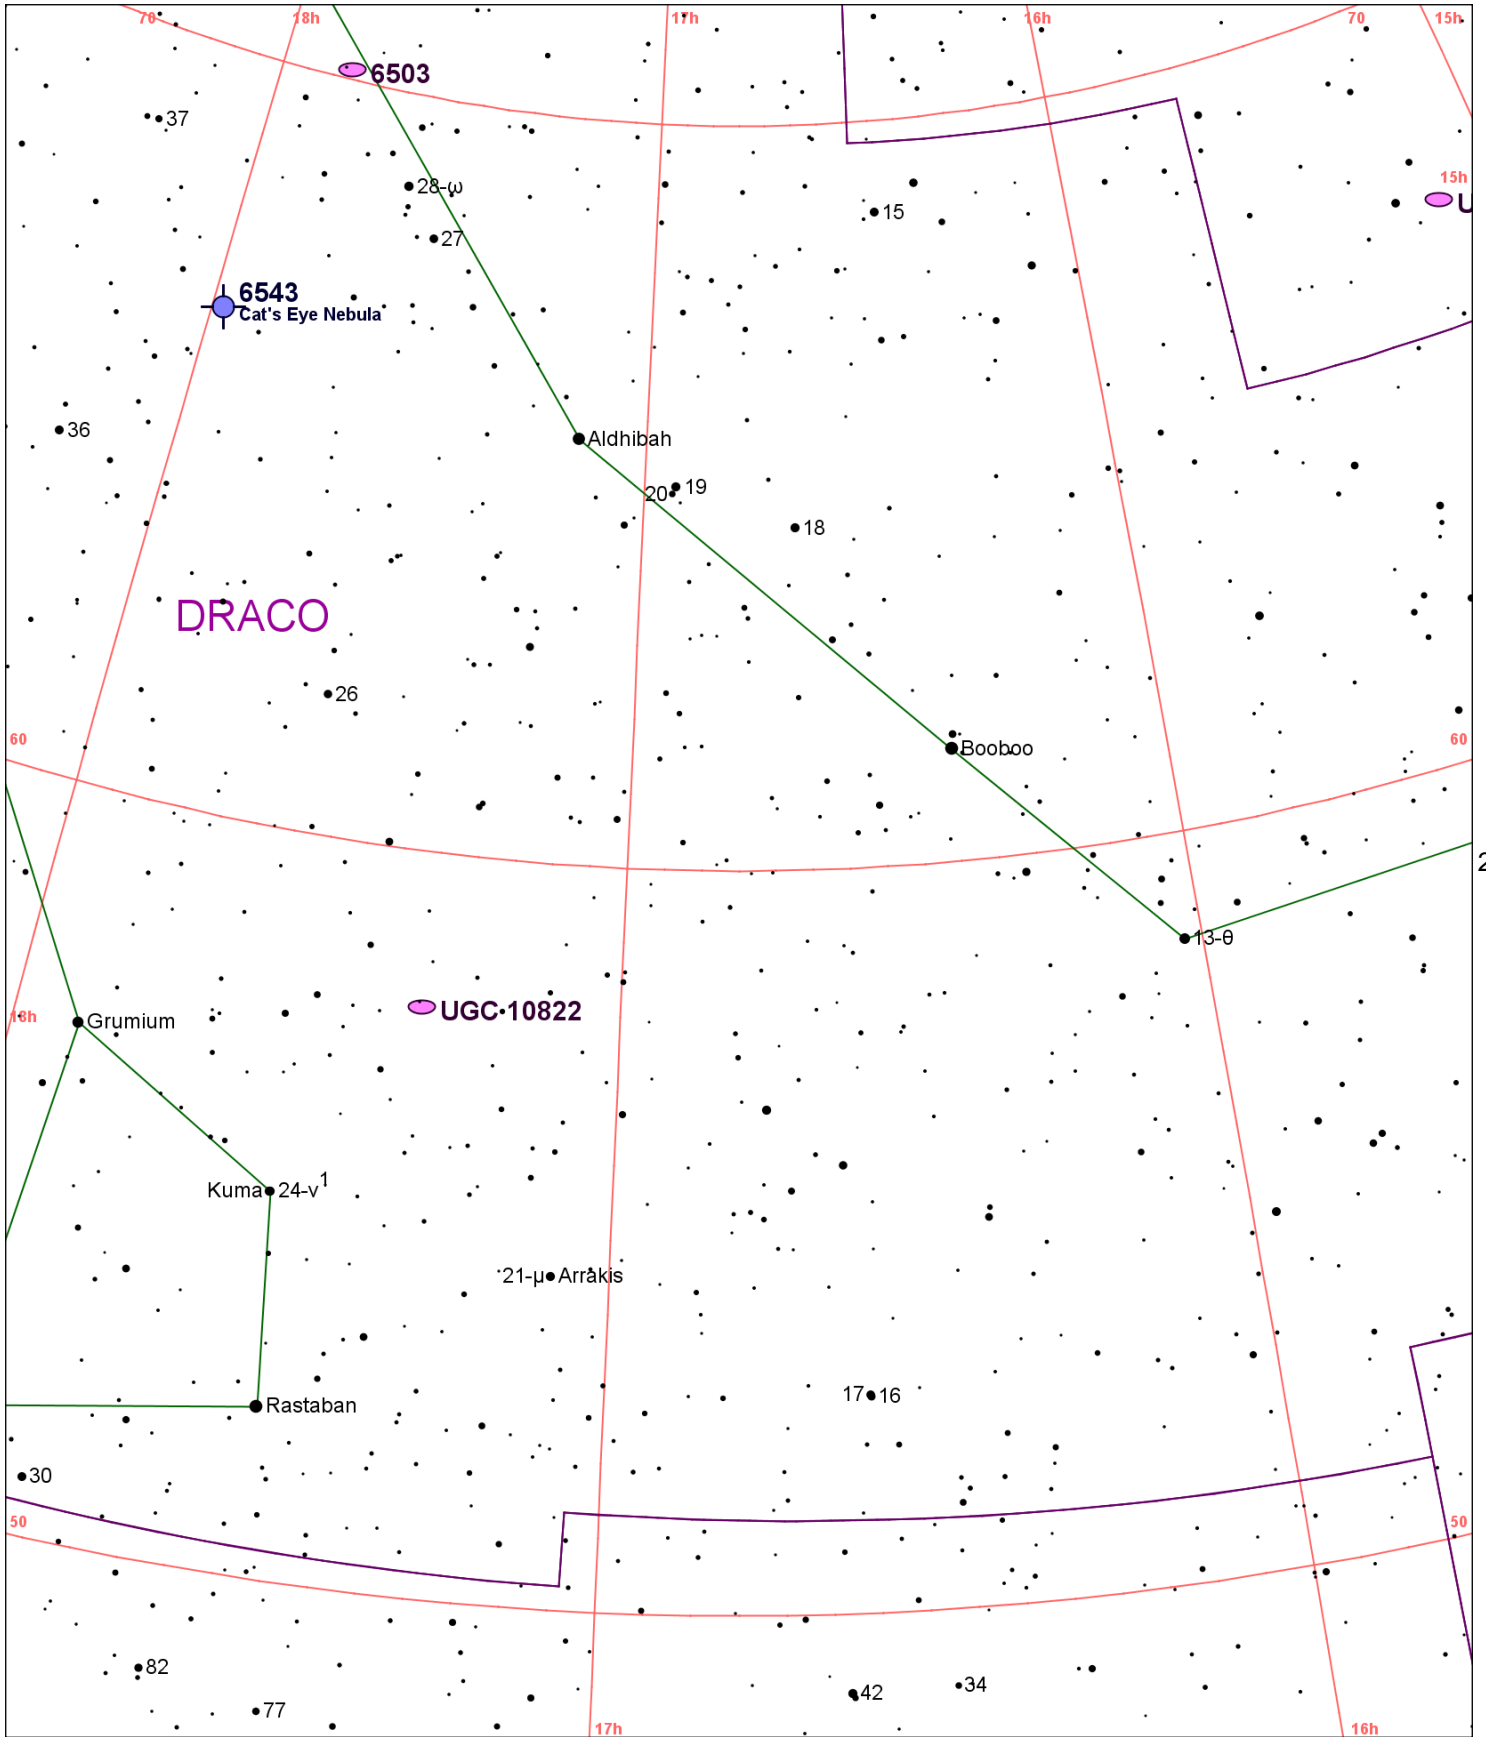 70
18h
17h
16h
70
15h
6503
37
15h
28-ω
U
15
27
6543
Cat's Eye Nebula
36
Aldhibah
20
19
18
DRACO
26
60
60
Booboo
2
13-θ
UGC 10822
18h
Grumium
Kuma
24-ν¹
21-μ
Arrakis
17
16
Rastaban
30
50
50
82
34
42
77
17h
16h